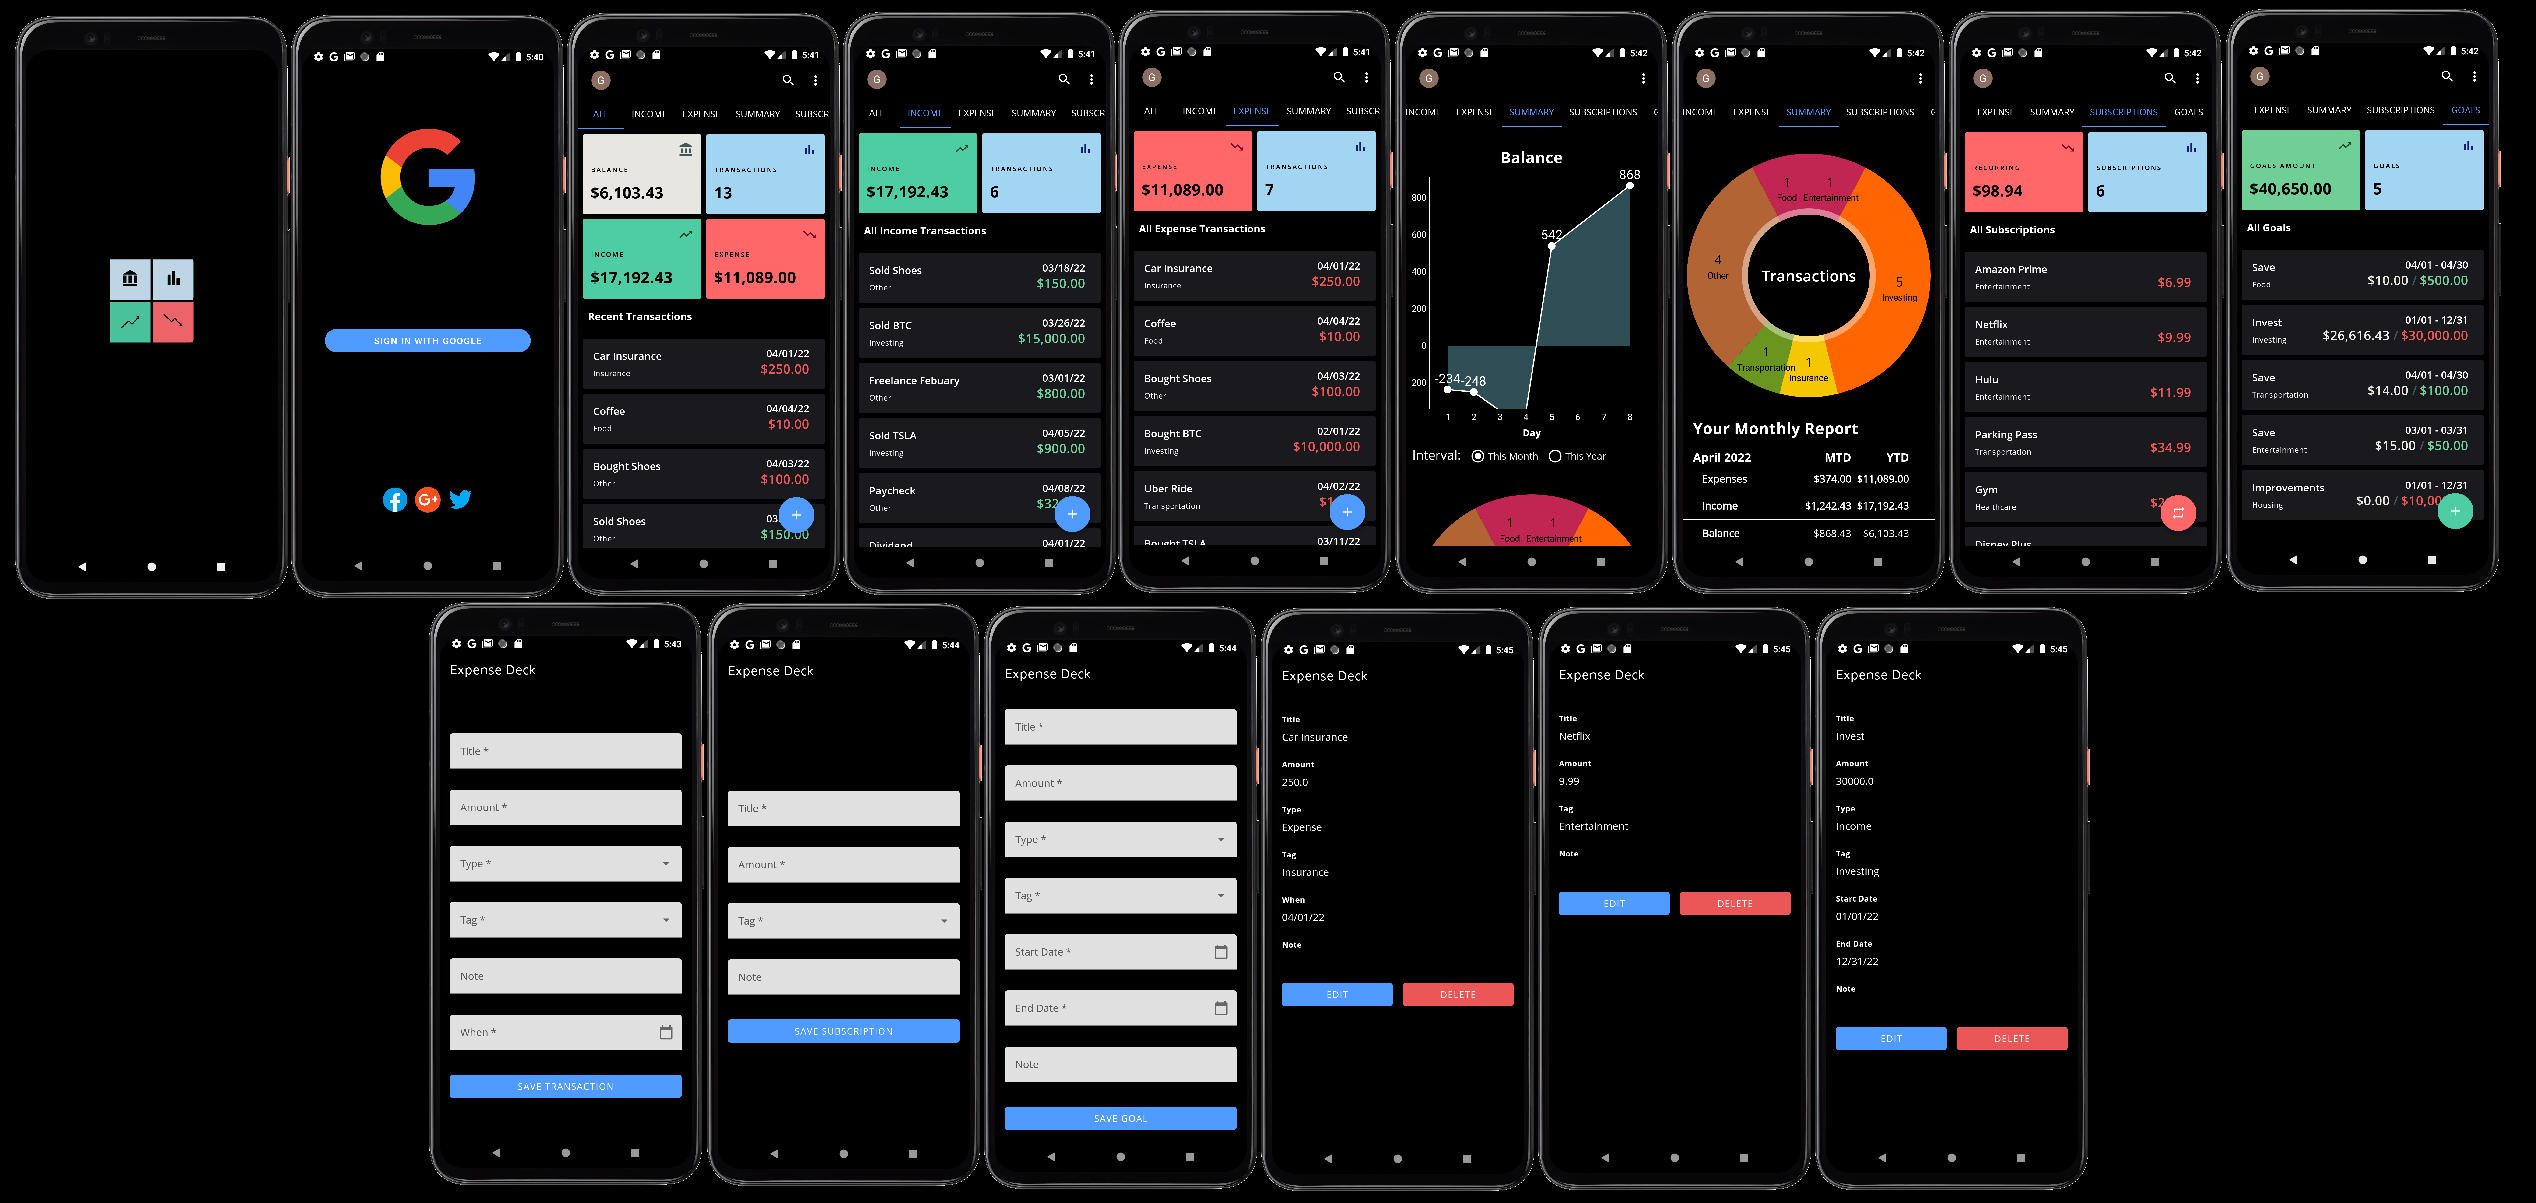 5:40
SIGN IN WITH GOOGLE
5:41
G
ALL INCOME EXPENSE SUMMARY SUBSCR
BALANCE
$6,103.43
TRANSACTIONS
13
INCOME
$17,192.43
EXPENSE
$11,089.00
Recent Transactions
Car Insurance 04/01/22
Insurance $250.00
Coffee 04/04/22
Food $10.00
Bought Shoes 04/03/22
Other $100.00
Sold Shoes 03
Other $150.00
5:41
G
ALL INCOME EXPENSE SUMMARY SUBSCR
INCOME
$17,192.43
TRANSACTIONS
6
All Income Transactions
Sold Shoes 03/18/22
Other $150.00
Sold BTC 03/26/22
Investing $15,000.00
Freelance Febuary 03/01/22
Other $800.00
Sold TSLA 04/05/22
Investing $900.00
Paycheck 04/08/22
Other $32
Dividend 04/01/22
5:41
G
ALL INCOME EXPENSE SUMMARY SUBSCR
EXPENSE
$11,089.00
TRANSACTIONS
7
All Expense Transactions
Car Insurance 04/01/22
Insurance $250.00
Coffee 04/04/22
Food $10.00
Bought Shoes 04/03/22
Other $100.00
Bought BTC 02/01/22
Investing $10,000.00
Uber Ride 04/02/22
Transportation $1
Bought TSLA 03/11/22
5:42
G
INCOME EXPENSE SUMMARY SUBSCRIPTIONS G
Balance
868
800
600
542
400
200
0
200
-234 -248
1 2 3 4 5 6 7 8
Day
Interval: This Month This Year
1 1
Food Entertainment
5:42
G
INCOME EXPENSE SUMMARY SUBSCRIPTIONS G
1 1
Food Entertainment
4
Other
Transactions
5
Investing
1
Transportation
1
Insurance
Your Monthly Report
April 2022 MTD YTD
Expenses $374.00 $11,089.00
Income $1,242.43 $17,192.43
Balance $868.43 $6,103.43
5:42
G
EXPENSE SUMMARY SUBSCRIPTIONS GOALS
RECURRING
$98.94
SUBSCRIPTIONS
6
All Subscriptions
Amazon Prime
Entertainment $6.99
Netflix
Entertainment $9.99
Hulu
Entertainment $11.99
Parking Pass
Transportation $34.99
Gym
Healthcare $2
Disney Plus
5:42
G
EXPENSE SUMMARY SUBSCRIPTIONS GOALS
GOALS AMOUNT
$40,650.00
GOALS
5
All Goals
Save 04/01 - 04/30
Food $10.00 / $500.00
Invest 01/01 - 12/31
Investing $26,616.43 / $30,000.00
Save 04/01 - 04/30
Transportation $14.00 / $100.00
Save 03/01 - 03/31
Entertainment $15.00 / $50.00
Improvements 01/01 - 12/31
Housing $0.00 / $10,00
5:43
Expense Deck
Title *
Amount *
Type *
Tag *
Note
When *
SAVE TRANSACTION
5:44
Expense Deck
Title *
Amount *
Tag *
Note
SAVE SUBSCRIPTION
5:44
Expense Deck
Title *
Amount *
Type *
Tag *
Start Date *
End Date *
Note
SAVE GOAL
5:45
Expense Deck
Title
Car Insurance
Amount
250.0
Type
Expense
Tag
Insurance
When
04/01/22
Note
EDIT DELETE
5:45
Expense Deck
Title
Netflix
Amount
9.99
Tag
Entertainment
Note
EDIT DELETE
5:45
Expense Deck
Title
Invest
Amount
30000.0
Type
Income
Tag
Investing
Start Date
01/01/22
End Date
12/31/22
Note
EDIT DELETE